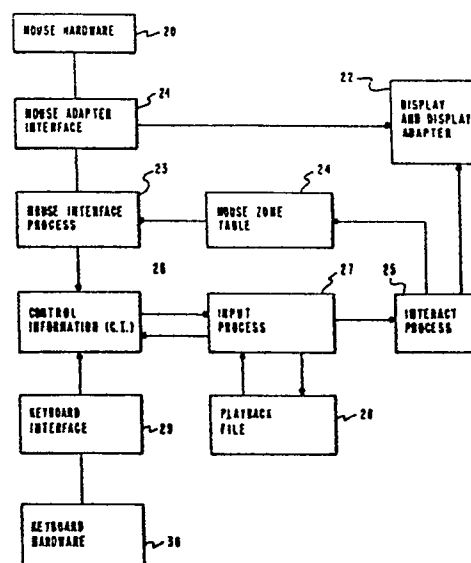 MOUSE HARDWARE
20
MOUSE ADAPTER
INTERFACE
21
22
DISPLAY
AND DISPLAY
ADAPTER
23
MOUSE INTERFACE
PROCESS
24
MOUSE ZONE
TABLE
26
CONTROL
INFORMATION (C.I.)
27
INPUT
PROCESS
25
INTERACT PROCESS
KEYBOARD
INTERFACE
29
PLAYBACK
FILE
28
KEYBOARD
HARDWARE
30